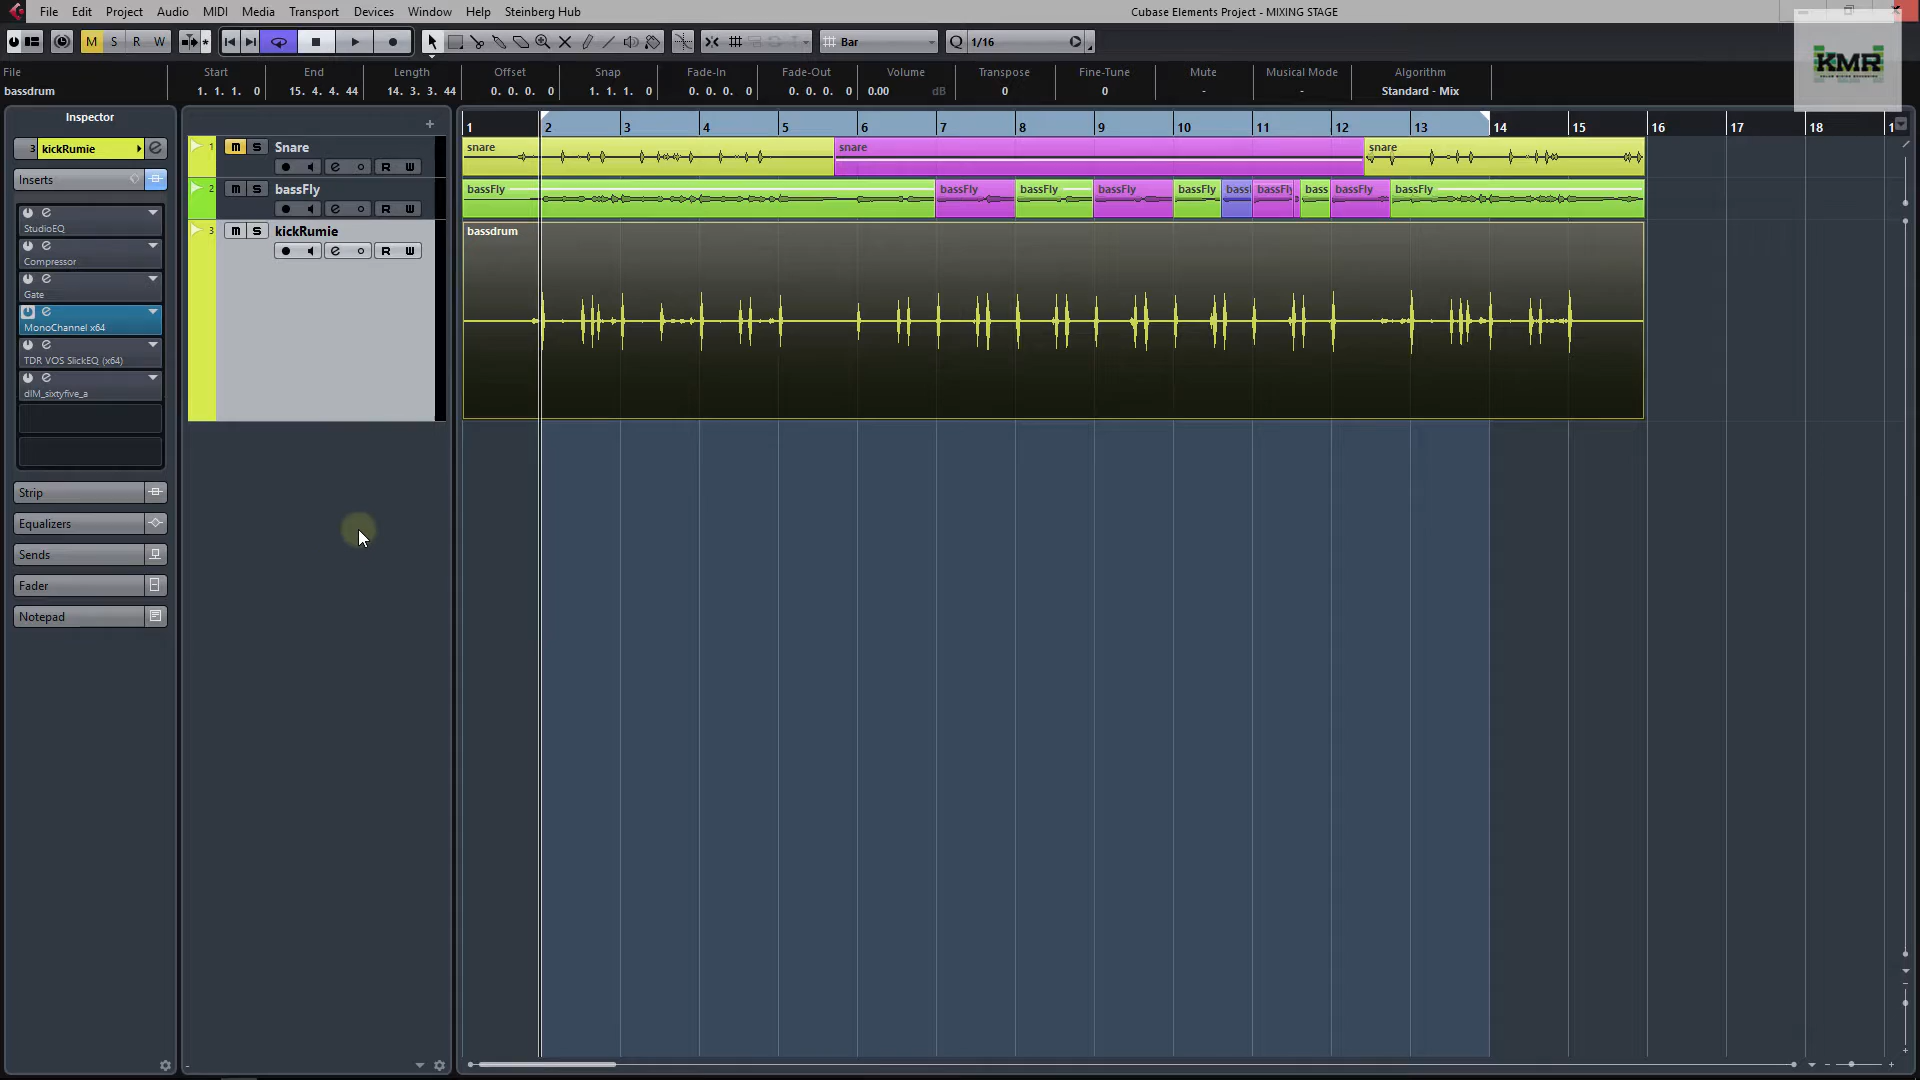 File Edit Project Audio MIDI Media Transport Devices Window Help Steinberg Hub Cubase Elements Project - MIXING STAGE
M S R W Bar Q 1/16
KMR
File Start End Length Offset Snap Fade-In Fade-Out Volume Transpose Fine-Tune Mute Musical Mode Algorithm
bassdrum 1. 1. 1. 0 15. 4. 4. 44 14. 3. 3. 44 0. 0. 0. 0 1. 1. 1. 0 0. 0. 0. 0 0. 0. 0. 0 0.00 dB 0 0 - - Standard - Mix
Inspector
1 2 3 4 5 6 7 8 9 10 11 12 13 14 15 16 17 18
3 kickRumie
1 m S Snare
snare snare snare
R W
Inserts
2 m S bassFly
bassFly bassFly bassFly bassFly bassFly bass bassFly bass bassFly bassFly
R W
StudioEQ
3 m S kickRumie
bassdrum
R W
Compressor
Gate
MonoChannel x64
TDR VOS SlickEQ (x64)
dIM_sixtyfive_a
Strip
Equalizers
Sends
Fader
Notepad